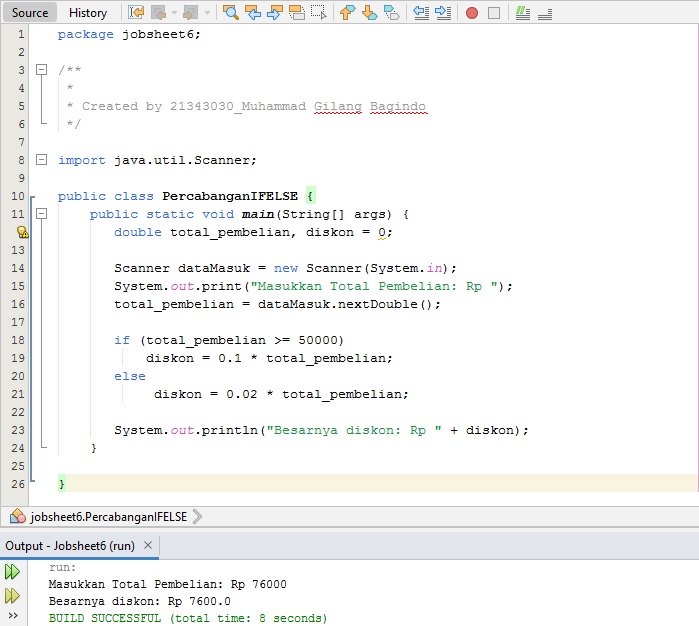 Source History
1 package jobsheet6;
2
3 /**
4 *
5 * Created by 21343030_Muhammad Gilang Bagindo
6 */
7
8 import java.util.Scanner;
9
10 public class PercabanganIFELSE {
11 public static void main(String[] args) {
double total_pembelian, diskon = 0;
13
14 Scanner dataMasuk = new Scanner(System.in);
15 System.out.print("Masukkan Total Pembelian: Rp ");
16 total_pembelian = dataMasuk.nextDouble();
17
18 if (total_pembelian >= 50000)
19 diskon = 0.1 * total_pembelian;
20 else
21 diskon = 0.02 * total_pembelian;
22
23 System.out.println("Besarnya diskon: Rp " + diskon);
24 }
25
26 }
jobsheet6.PercabanganIFELSE
Output - Jobsheet6 (run) ×
run:
Masukkan Total Pembelian: Rp 76000
Besarnya diskon: Rp 7600.0
BUILD SUCCESSFUL (total time: 8 seconds)